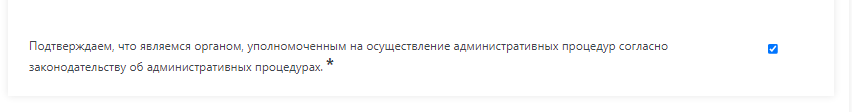 Подтверждаем, что являемся органом, уполномоченным на осуществление административных процедур согласно
законодательству об административных процедурах. *